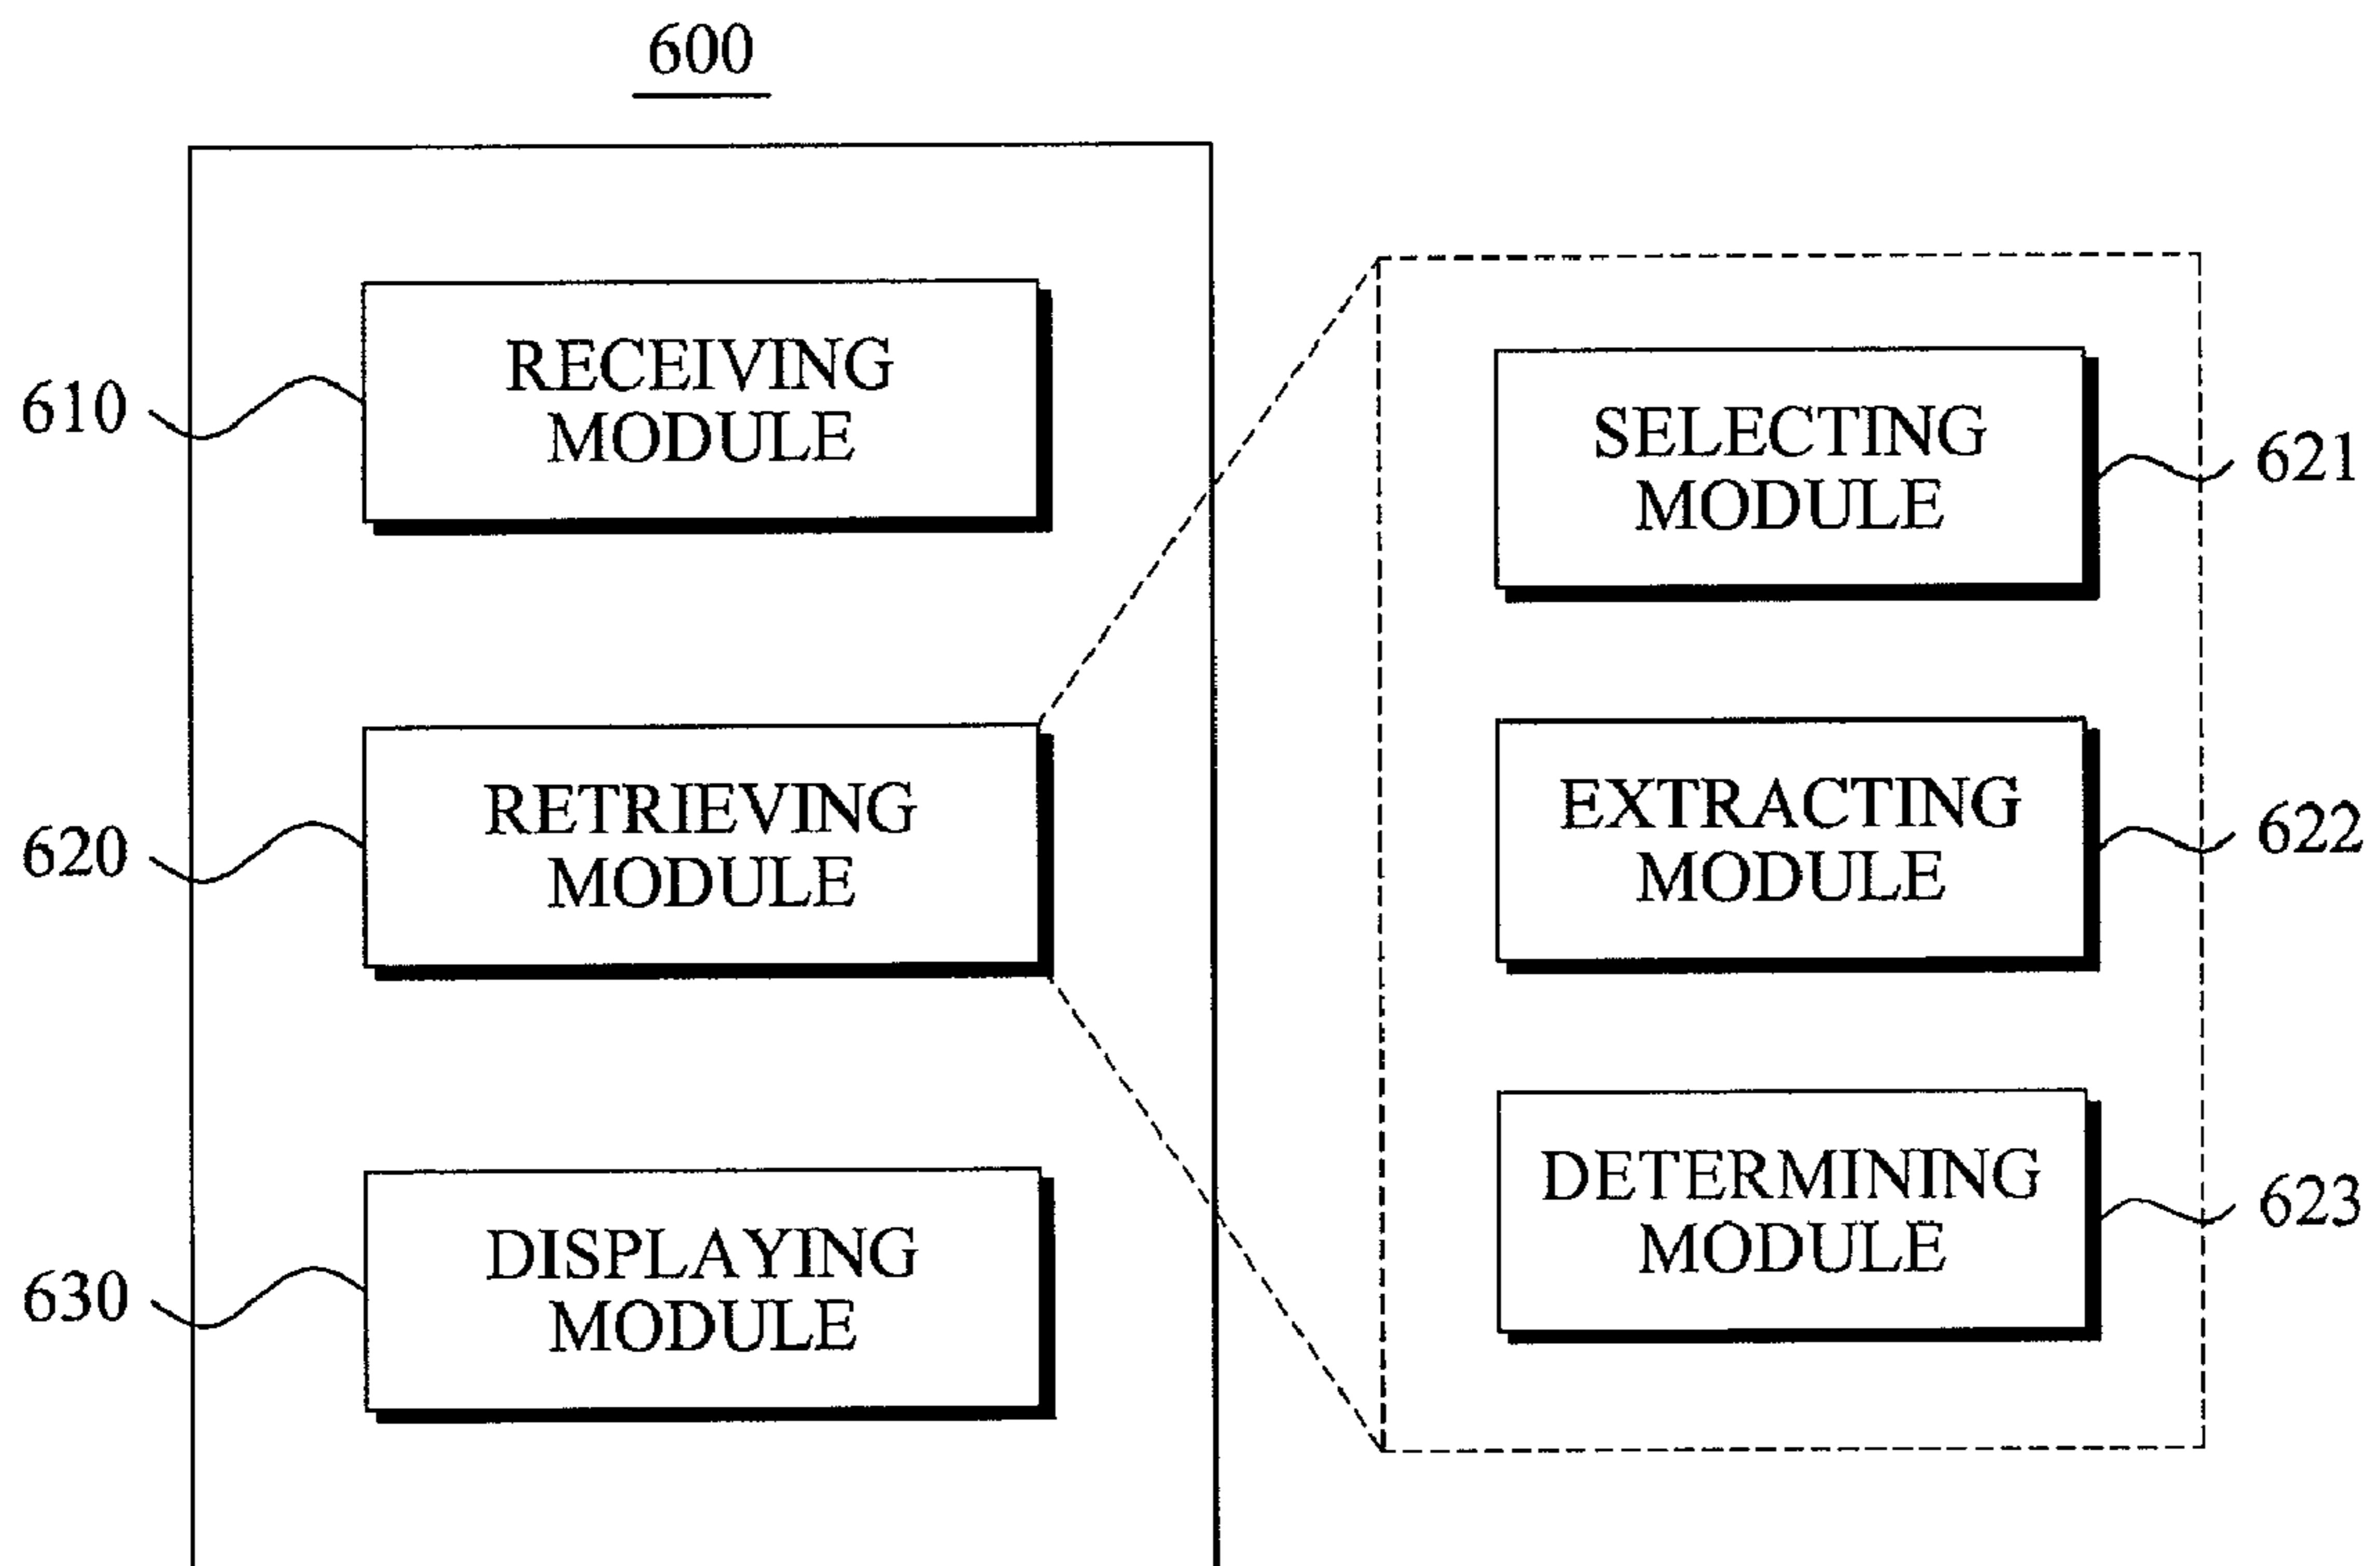 600
610
RECEIVING
MODULE
620
RETRIEVING
MODULE
630
DISPLAYING
MODULE
SELECTING
MODULE
621
EXTRACTING
MODULE
622
DETERMINING
MODULE
623